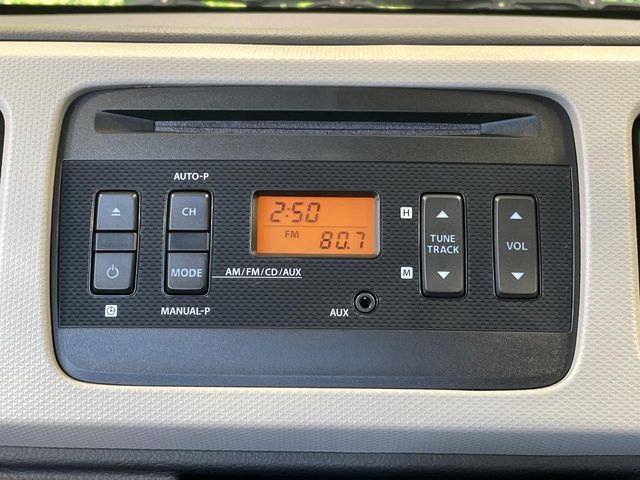 AUTO-P
CH
MODE
AM/FM/CD/AUX
MANUAL-P
2:50
FM
80.7
AUX
H
M
TUNE
TRACK
VOL